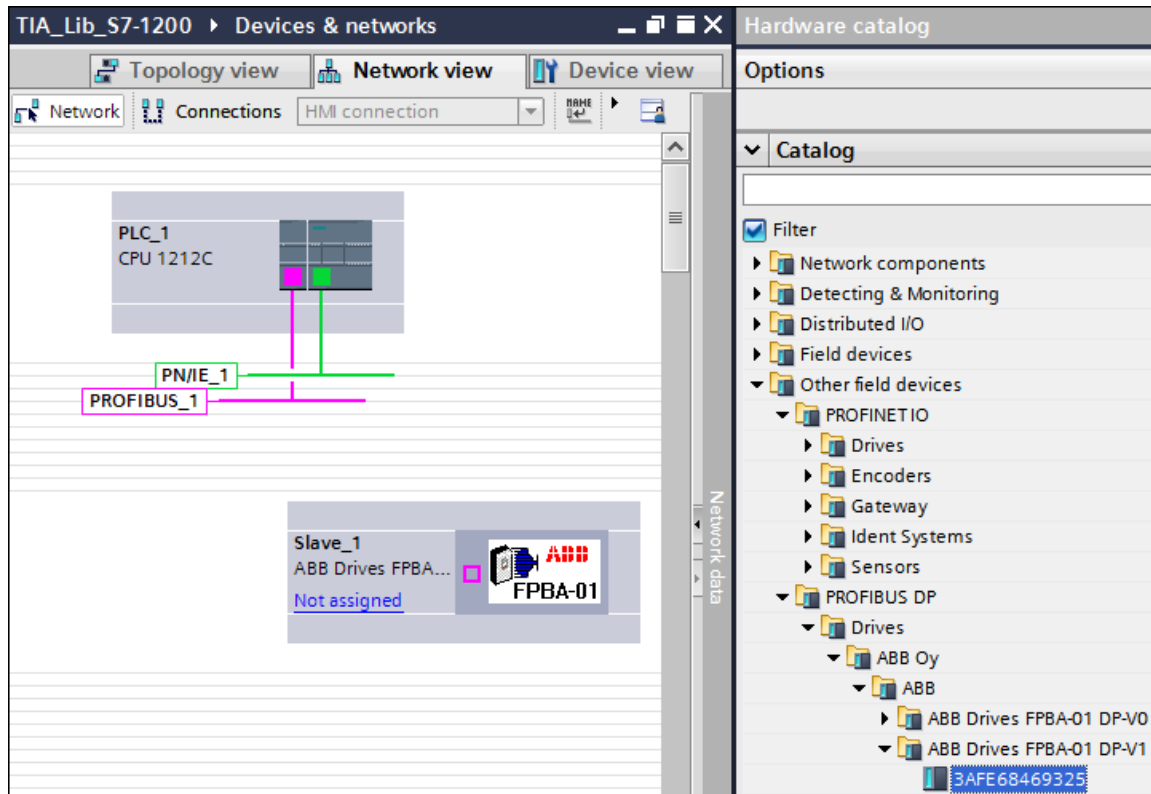 TIA_Lib_S7-1200 ▸ Devices & networks
Topology view
Network view
Device view
Network
Connections
HMI connection
NAME
PLC_1
CPU 1212C
PN/IE_1
PROFIBUS_1
Slave_1
ABB Drives FPBA...
Not assigned
ABB
FPBA-01
Network data
Hardware catalog
Options
Catalog
Filter
Network components
Detecting & Monitoring
Distributed I/O
Field devices
Other field devices
PROFINET IO
Drives
Encoders
Gateway
Ident Systems
Sensors
PROFIBUS DP
Drives
ABB Oy
ABB
ABB Drives FPBA-01 DP-V0
ABB Drives FPBA-01 DP-V1
3AFE68469325